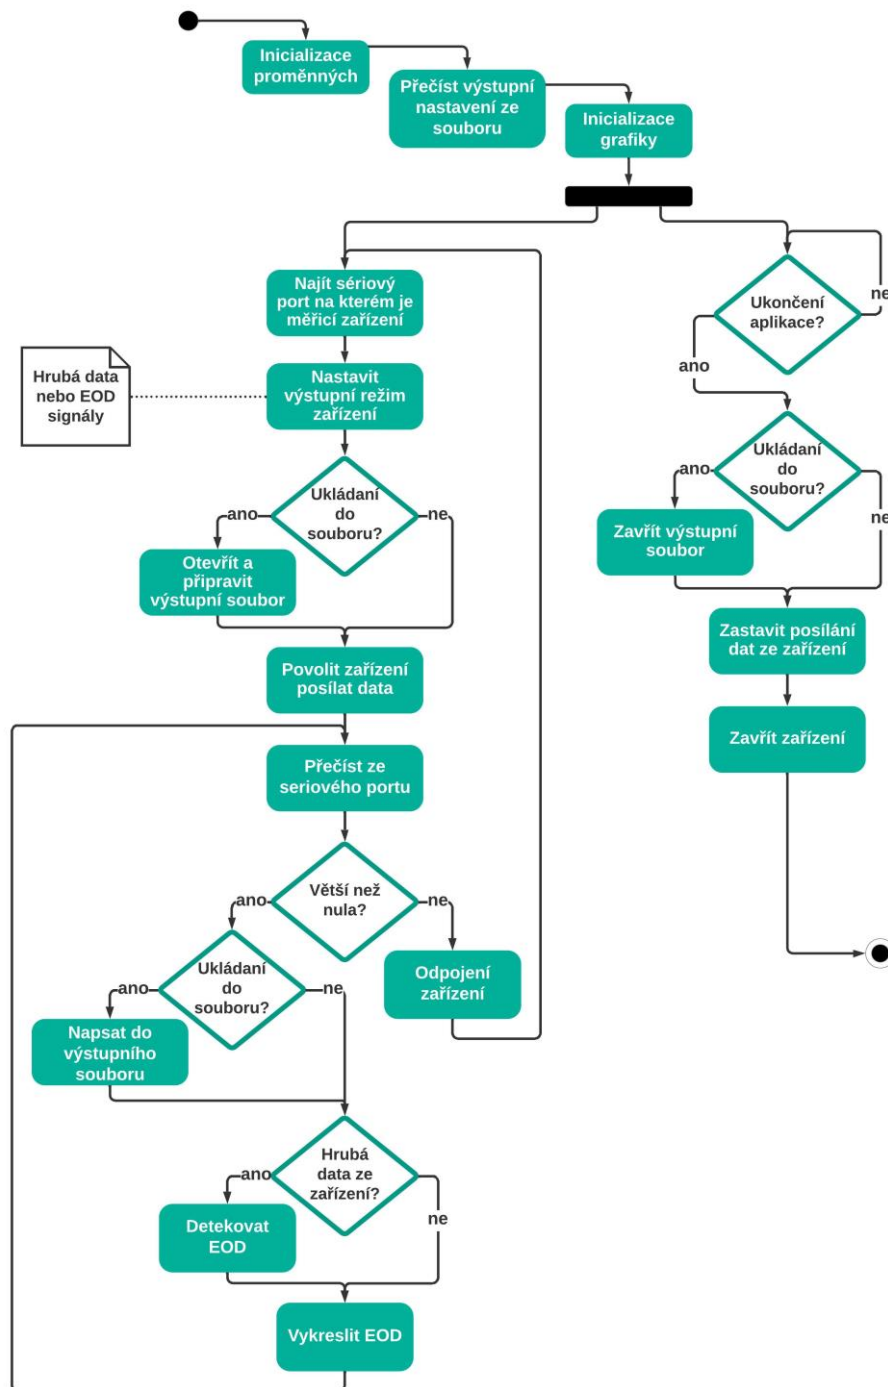 Inicializace
proměnných
Přečíst výstupní
nastavení ze
souboru
Inicializace
grafiky
Najít sériový
port na kterém je
měřicí zařízení
Ukončení
aplikace?
ne
ano
Hrubá data
nebo EOD
signály
Nastavit
výstupní režim
zařízení
Ukládaní
do
souboru?
ano
ne
Ukládaní
do
souboru?
ano
ne
Otevřít a
připravit
výstupní soubor
Zavřít výstupní
soubor
Povolit zařízení
posílat data
Zastavit posílání
dat ze zařízení
Zavřít zařízení
Přečíst ze
seriového portu
Větší než
nula?
ano
ne
Ukládaní
do
souboru?
ano
ne
Odpojení
zařízení
Napsat do
výstupního
souboru
Hrubá
data ze
zařízení?
ano
ne
Detekovat
EOD
Vykreslit EOD